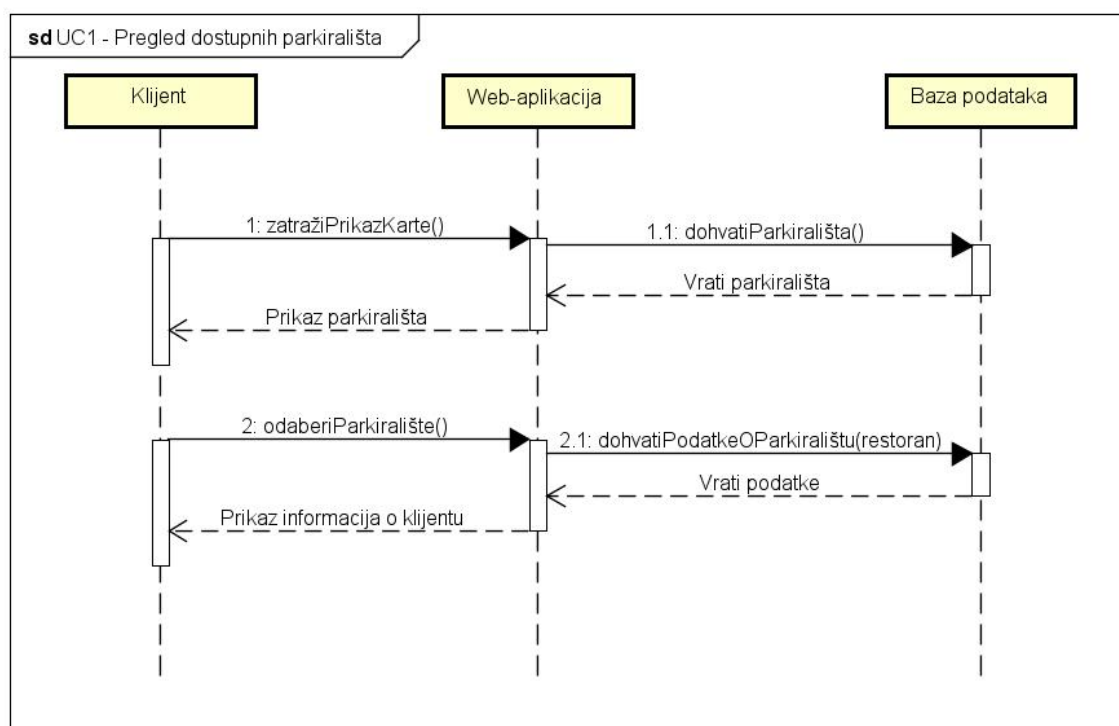 sd UC1 - Pregled dostupnih parkirališta
Klijent
Web-aplikacija
Baza podataka
1: zatražiPrikazKarte()
1.1: dohvatiParkirališta()
Vrati parkirališta
Prikaz parkirališta
2: odaberiParkiralište()
2.1: dohvatiPodatkeOParkiralištu(restoran)
Vrati podatke
Prikaz informacija o klijentu